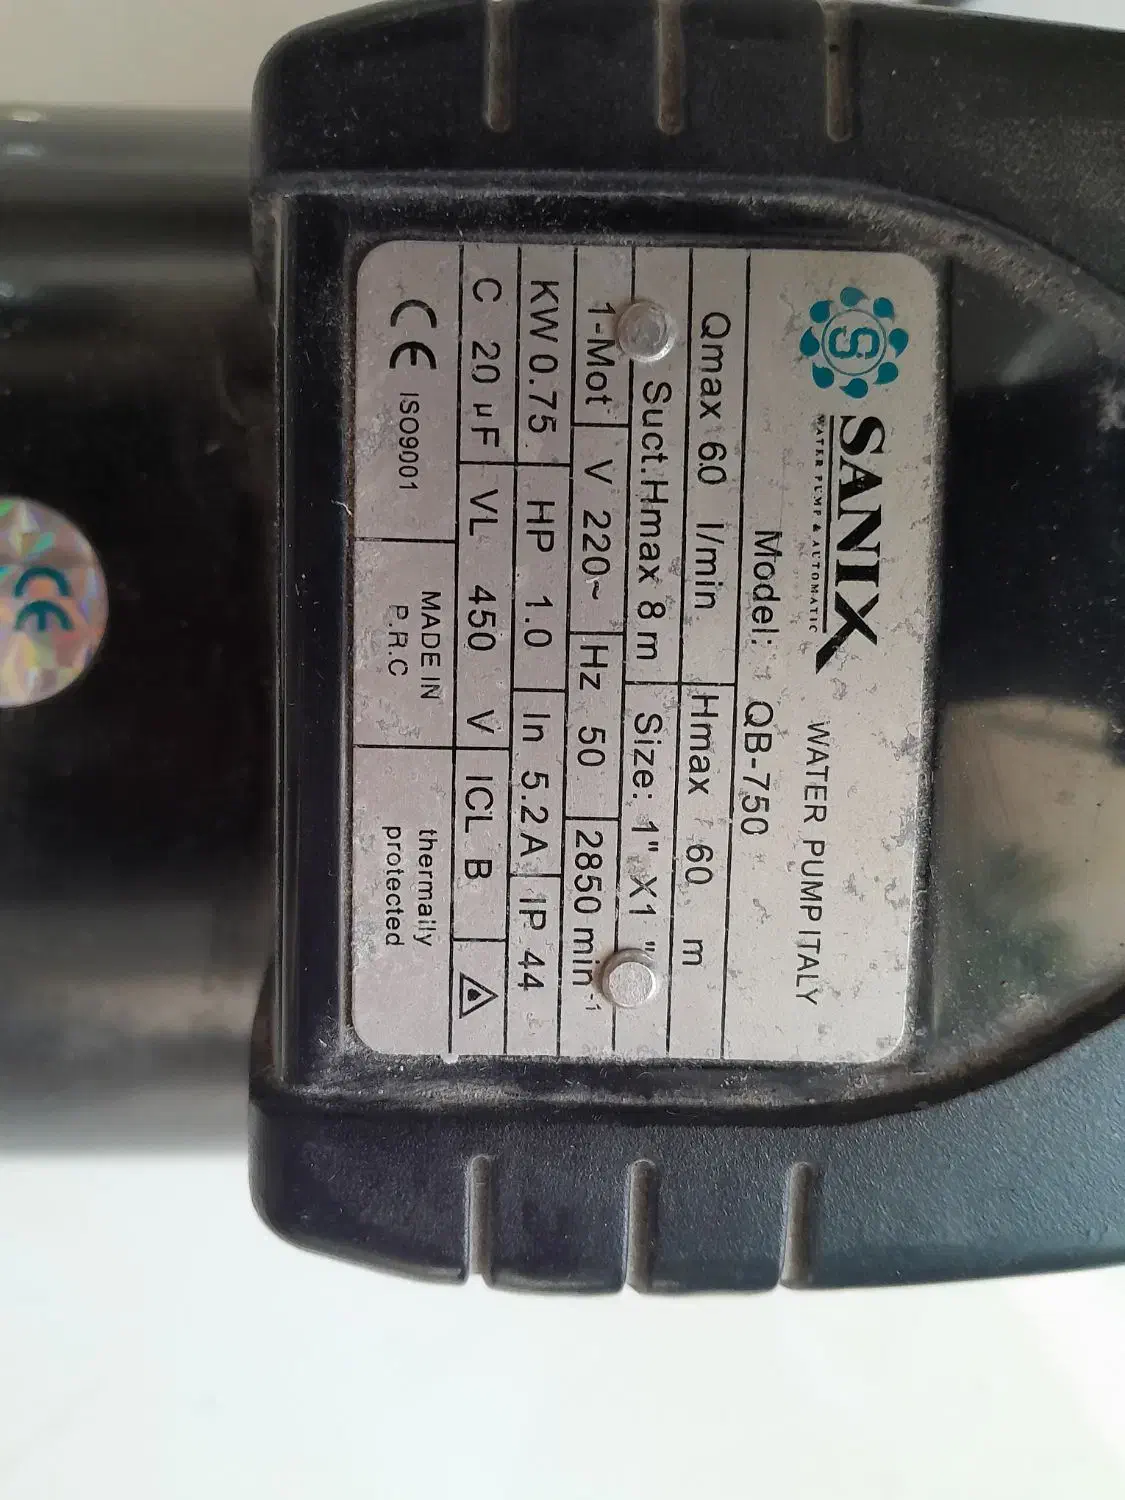 S SANIX
WATER PUMP & AUTOMATIC
WATER PUMP ITALY
Model: QB-750
Qmax 60 l/min Hmax 60 m
Suct.Hmax 8 m Size: 1" X1 "
1-Mot V 220~ Hz 50 2850 min-1
KW 0.75 HP 1.0 In 5.2 A IP 44
C 20 µF VL 450 V ICL B
CE ISO9001
MADE IN
P.R.C
thermally
protected
CE